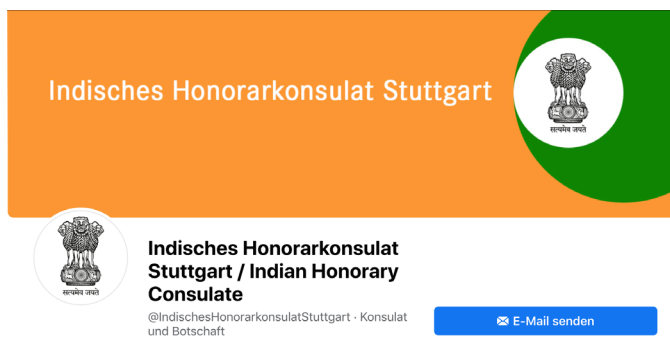 Indisches Honorarkonsulat Stuttgart
सत्यमेव जयते
सत्यमेव जयते
Indisches Honorarkonsulat
Stuttgart / Indian Honorary
Consulate
@IndischesHonorarkonsulatStuttgart · Konsulat
und Botschaft
E-Mail senden